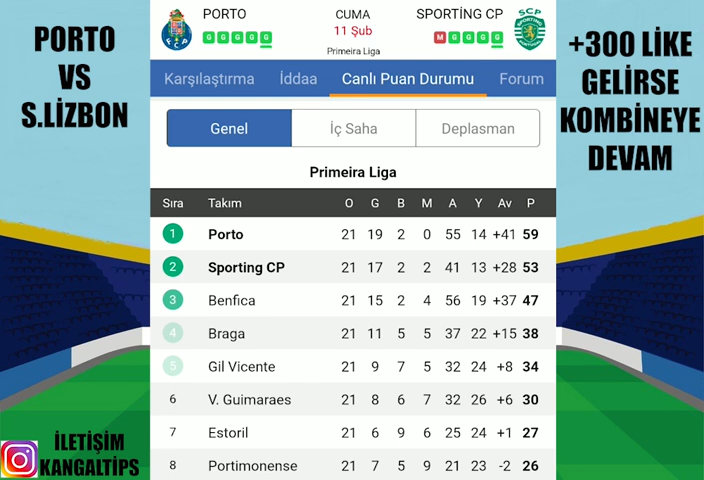 PORTO
VS
S.LİZBON
PORTO
CUMA
SPORTİNG CP
11 Şub
G G G G G
M G G G G
Primeira Liga
FCP
SCP
SPORTING
PORTUGAL
+300 LİKE
GELİRSE
KOMBİNEYE
DEVAM
Karşılaştırma İddaa Canlı Puan Durumu Forum
Genel İç Saha Deplasman
Primeira Liga
Sıra Takım O G B M A Y Av P
1 Porto 21 19 2 0 55 14 +41 59
2 Sporting CP 21 17 2 2 41 13 +28 53
3 Benfica 21 15 2 4 56 19 +37 47
4 Braga 21 11 5 5 37 22 +15 38
5 Gil Vicente 21 9 7 5 32 24 +8 34
6 V. Guimaraes 21 8 6 7 32 26 +6 30
7 Estoril 21 6 9 6 25 24 +1 27
8 Portimonense 21 7 5 9 21 23 -2 26
İLETİŞİM
KANGALTİPS